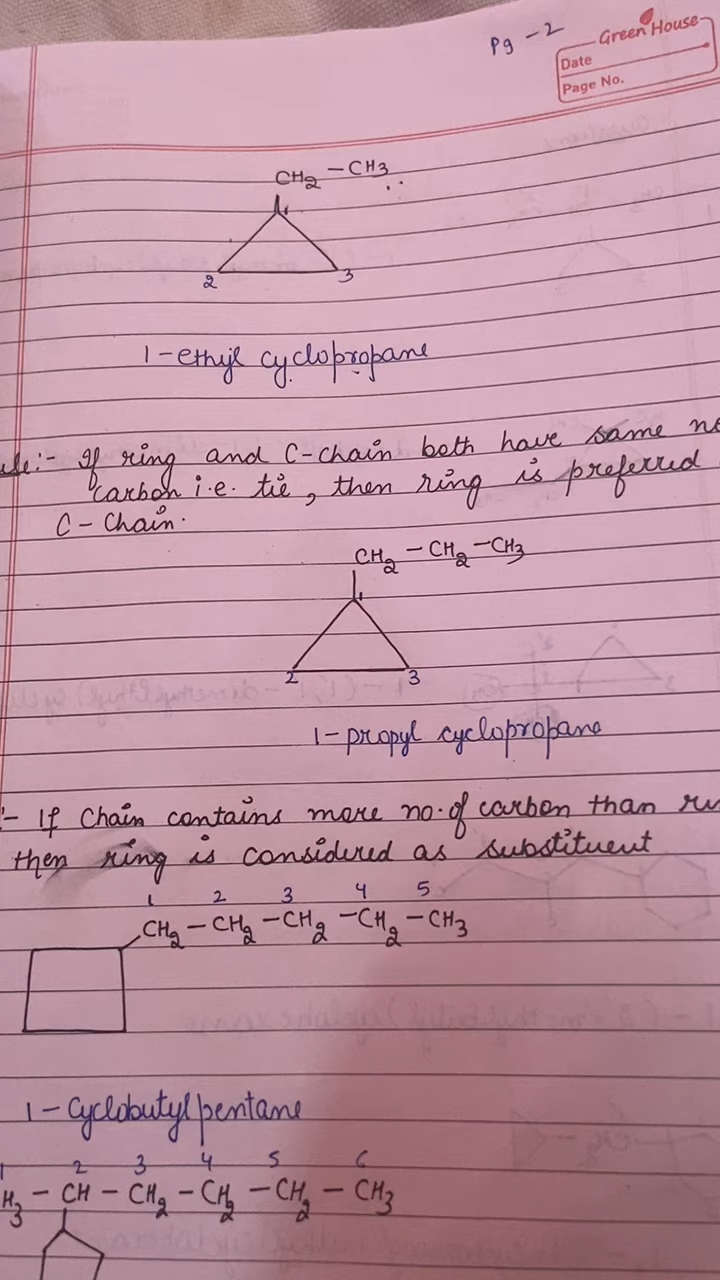 Pg - 2
Green House
Date
Page No.
CH2 - CH3
1
2 3
1-ethyl cyclopropane
If ring and C-chain both have same
carbon i.e. tie, then ring is preferred
C-Chain.
CH2 - CH2 - CH3
1
2 3
1-propyl cyclopropane
:- If Chain contains more no. of carbon than
then ring is considered as substituent
1 2 3 4 5
CH2 - CH2 - CH2 - CH2 - CH3
1-Cyclobutylpentane
1 2 3 4 5 6
H3 - CH - CH2 - CH2 - CH2 - CH3